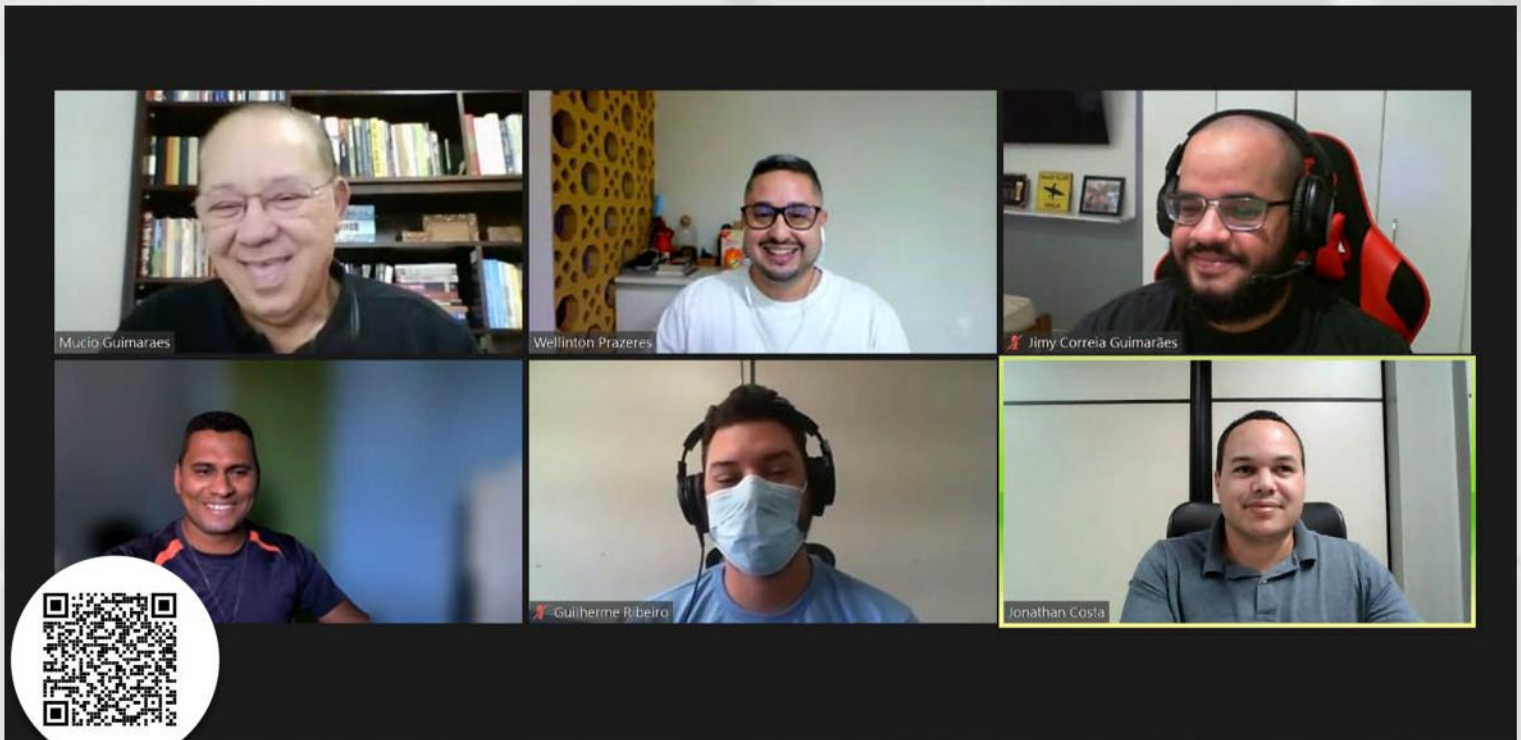 Mucio Guimaraes
Wellinton Prazeres
Jimy Correia Guimarães
Guilherme Ribeiro
Jonathan Costa